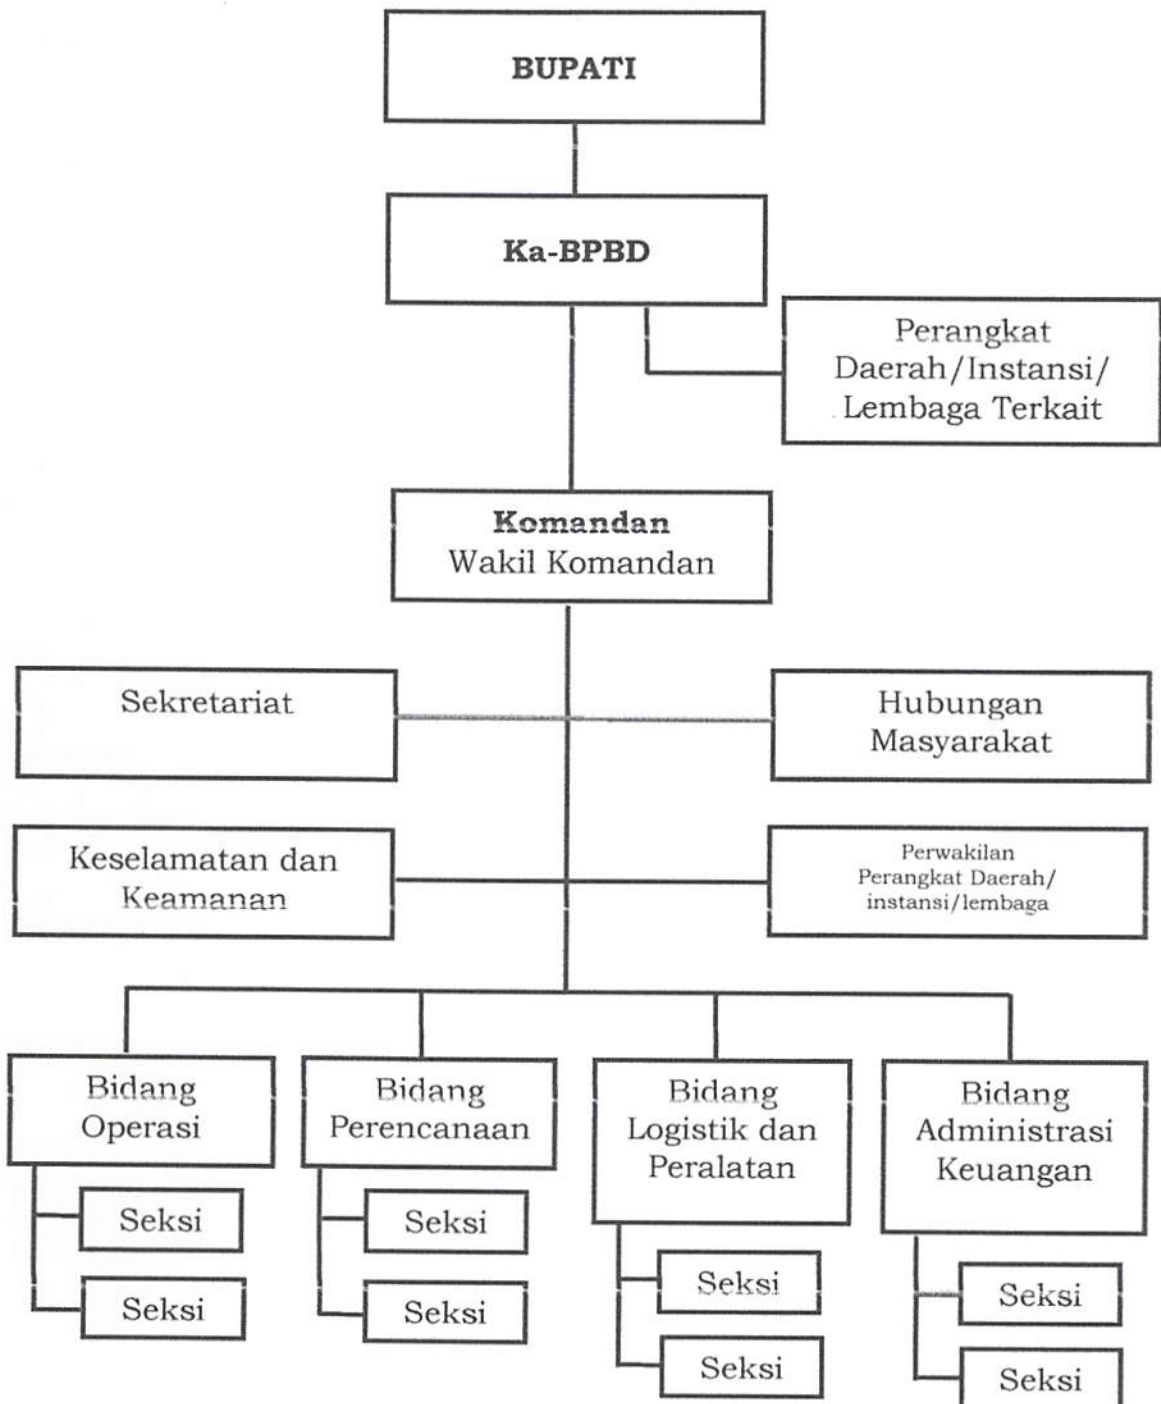 BUPATI
Ka-BPBD
Perangkat
Daerah/Instansi/
Lembaga Terkait
Komandan
Wakil Komandan
Sekretariat
Hubungan
Masyarakat
Keselamatan dan
Keamanan
Perwakilan
Perangkat Daerah/
instansi/lembaga
Bidang
Operasi
Seksi
Seksi
Bidang
Perencanaan
Seksi
Seksi
Bidang
Logistik dan
Peralatan
Seksi
Seksi
Bidang
Administrasi
Keuangan
Seksi
Seksi